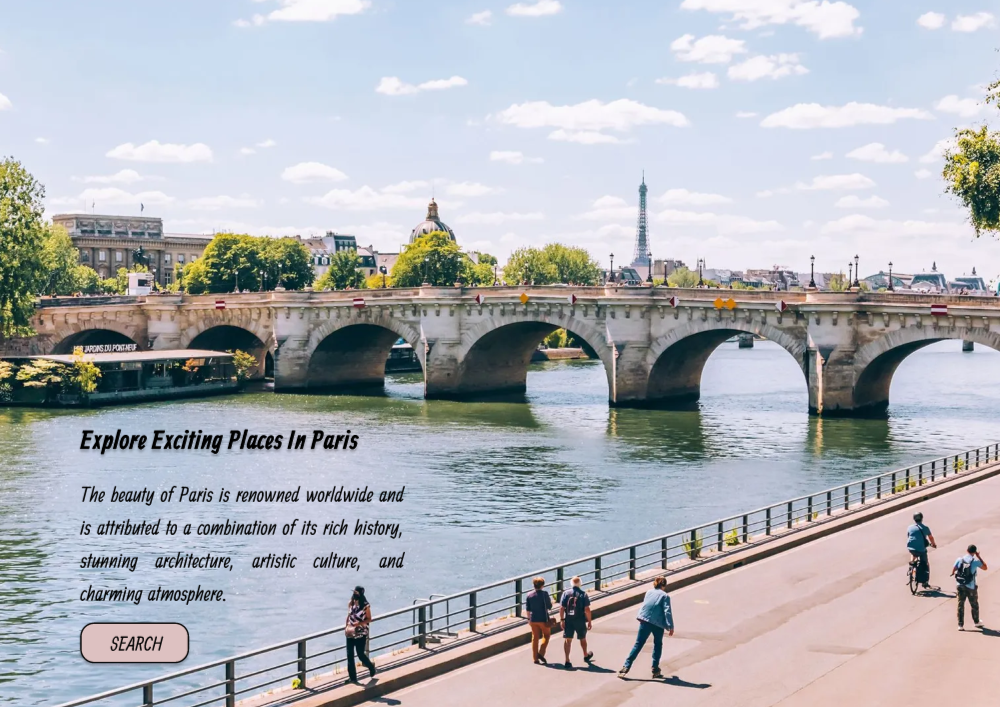 LES JARDINS DU PONT-NEUF
Explore Exciting Places In Paris
The beauty of Paris is renowned worldwide and
is attributed to a combination of its rich history,
stunning architecture, artistic culture, and
charming atmosphere.
SEARCH